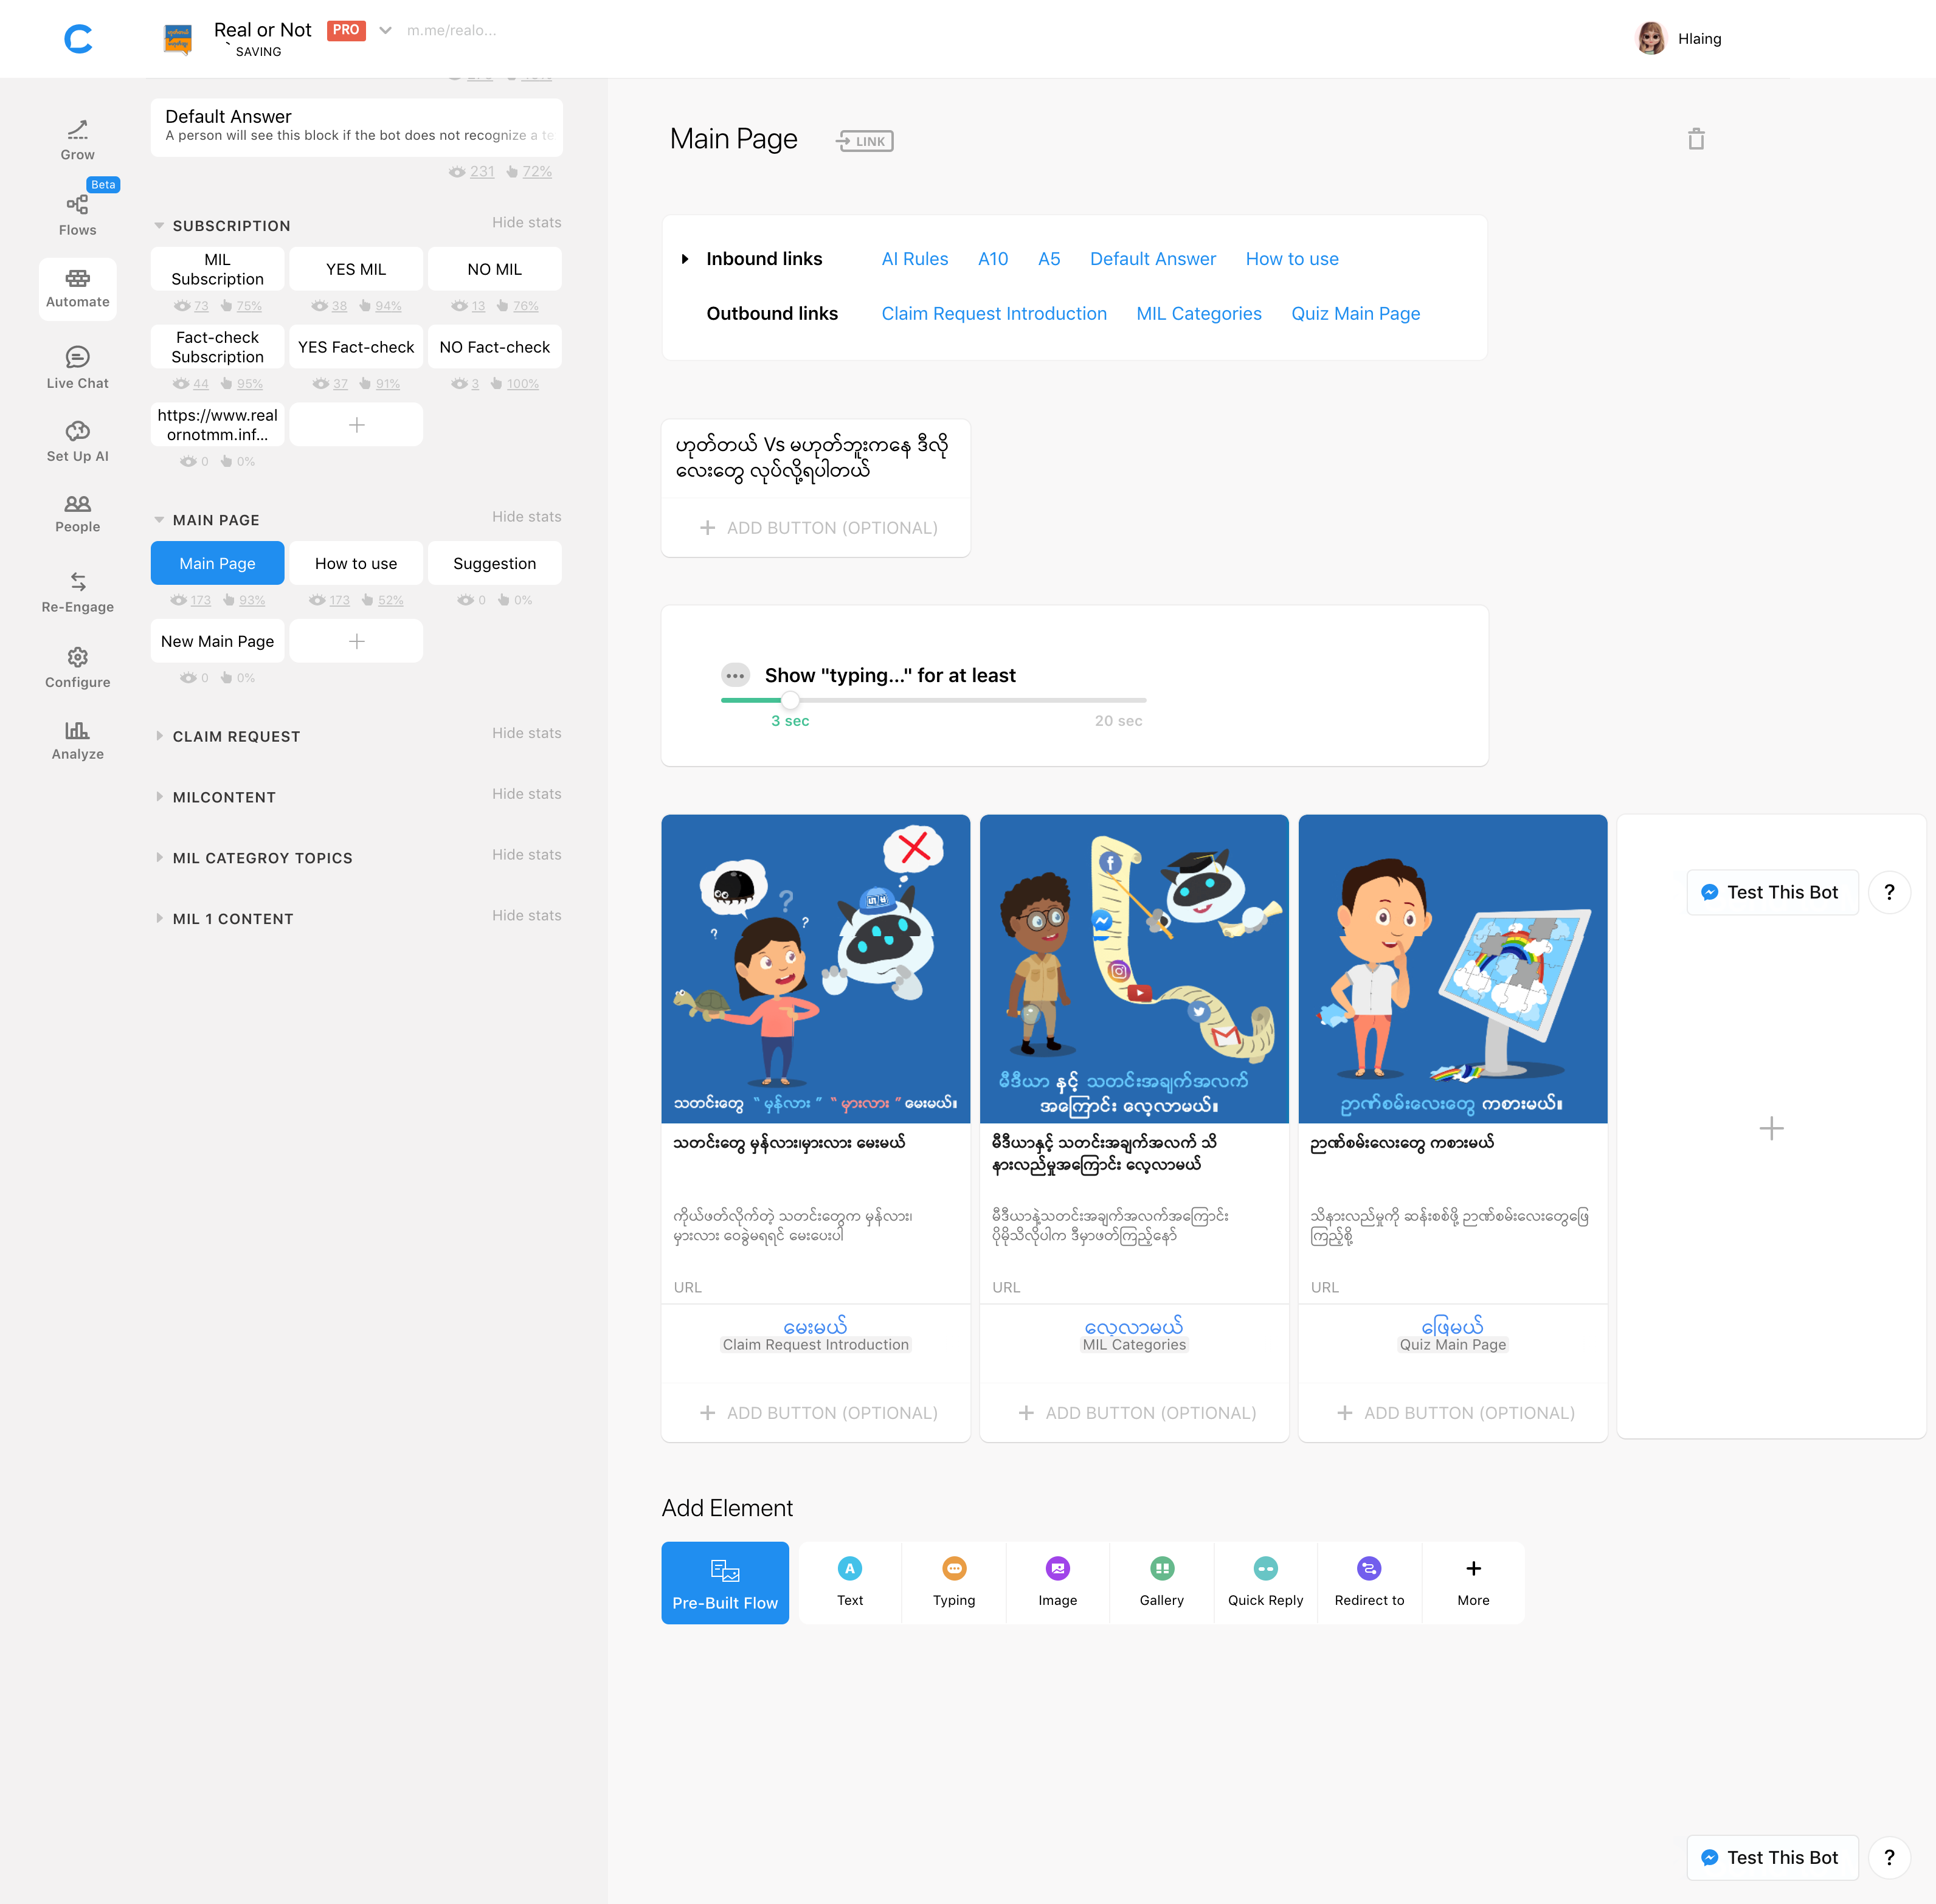 Real or Not
PRO
m.me/realo...
SAVING
Hlaing
Grow
Beta
Flows
Automate
Live Chat
Set Up AI
People
Re-Engage
Configure
Analyze
Default Answer
A person will see this block if the bot does not recognize a te
231 72%
SUBSCRIPTION
Hide stats
MIL Subscription
YES MIL
NO MIL
73 75%
38 94%
13 76%
Fact-check Subscription
YES Fact-check
NO Fact-check
44 95%
37 91%
3 100%
https://www.real
ornotmm.inf...
0 0%
MAIN PAGE
Hide stats
Main Page
How to use
Suggestion
173 93%
173 52%
0 0%
New Main Page
0 0%
CLAIM REQUEST
Hide stats
MILCONTENT
Hide stats
MIL CATEGROY TOPICS
Hide stats
MIL 1 CONTENT
Hide stats
Main Page
LINK
Inbound links AI Rules A10 A5 Default Answer How to use
Outbound links Claim Request Introduction MIL Categories Quiz Main Page
ဟုတ်တယ် Vs မဟုတ်ဘူးကနေ ဒီလို
လေးတွေ လုပ်လို့ရပါတယ်
ADD BUTTON (OPTIONAL)
Show "typing..." for at least
3 sec
20 sec
သတင်းတွေ “ မှန်လား ” “ မှားလား ” မေးမယ်။
သတင်းတွေ မှန်လား၊မှားလား မေးမယ်
ကိုယ်ဖတ်လိုက်တဲ့ သတင်းတွေက မှန်လား၊
မှားလား ဝေခွဲမရရင် မေးပေးပါ
URL
မေးမယ်
Claim Request Introduction
ADD BUTTON (OPTIONAL)
မီဒီယာ နှင့် သတင်းအချက်အလက်
အကြောင်း လေ့လာမယ်။
မီဒီယာနှင့် သတင်းအချက်အလက် သိ
နားလည်မှုအကြောင်း လေ့လာမယ်
မီဒီယာနဲ့သတင်းအချက်အလက်အကြောင်း
ပိုမိုသိလိုပါက ဒီမှာဖတ်ကြည့်နော်
URL
လေ့လာမယ်
MIL Categories
ADD BUTTON (OPTIONAL)
ဉာဏ်စမ်းလေးတွေ ကစားမယ်။
ဉာဏ်စမ်းလေးတွေ ကစားမယ်
သိနားလည်မှုကို ဆန်းစစ်ဖို့ ဉာဏ်စမ်းလေးတွေဖြေ
ကြည့်စို့
URL
ဖြေမယ်
Quiz Main Page
ADD BUTTON (OPTIONAL)
Test This Bot
?
Add Element
Pre-Built Flow
Text
Typing
Image
Gallery
Quick Reply
Redirect to
More
Test This Bot
?